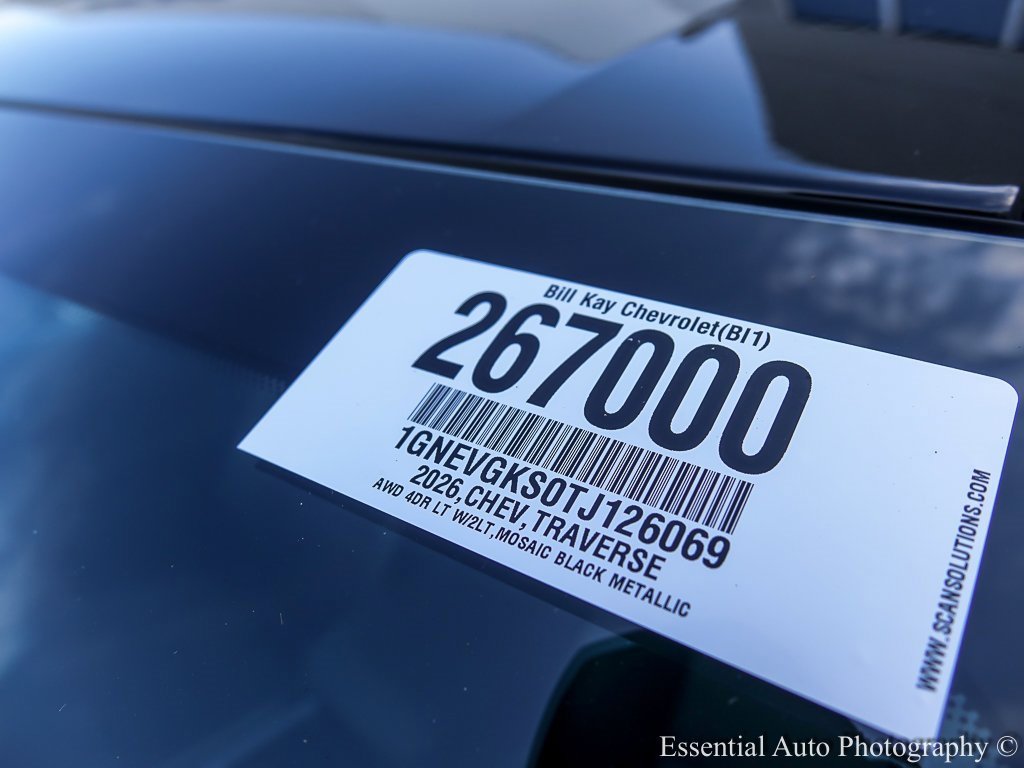 Bill Kay Chevrolet(BI1)
267000
1GNEVGKS0TJ126069
2026,CHEV,TRAVERSE
AWD 4DR LT W/2LT,MOSAIC BLACK METALLIC
WWW.SCANSOLUTIONS.COM
Essential Auto Photography ©